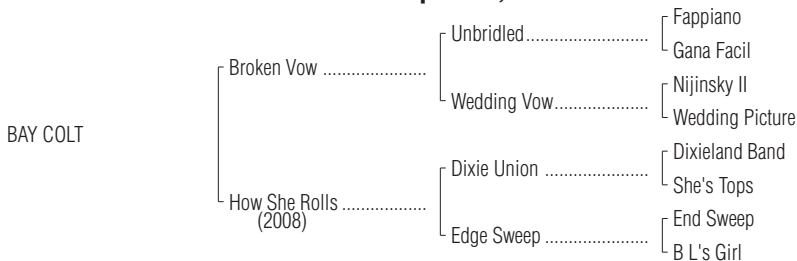 Fappiano
Unbridled
Gana Facil
Broken Vow
Nijinsky II
Wedding Vow
Wedding Picture
BAY COLT
Dixieland Band
Dixie Union
She's Tops
How She Rolls
(2008)
End Sweep
Edge Sweep
B L's Girl